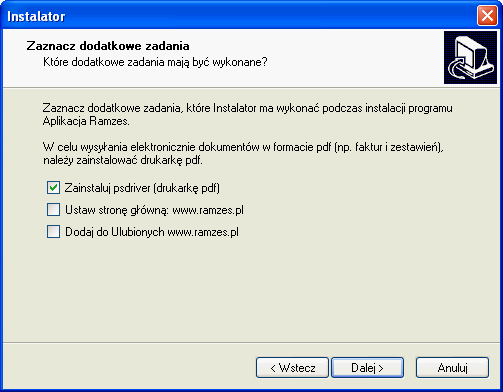 Instalator
Zaznacz dodatkowe zadania
Które dodatkowe zadania mają być wykonane?
Zaznacz dodatkowe zadania, które Instalator ma wykonać podczas instalacji programu
Aplikacja Ramzes.
W celu wysyłania elektronicznie dokumentów w formacie pdf (np. faktur i zestawień),
należy zainstalować drukarkę pdf.
Zainstaluj psdriver (drukarkę pdf)
Ustaw stronę główną: www.ramzes.pl
Dodaj do Ulubionych www.ramzes.pl
< Wstecz
Dalej >
Anuluj